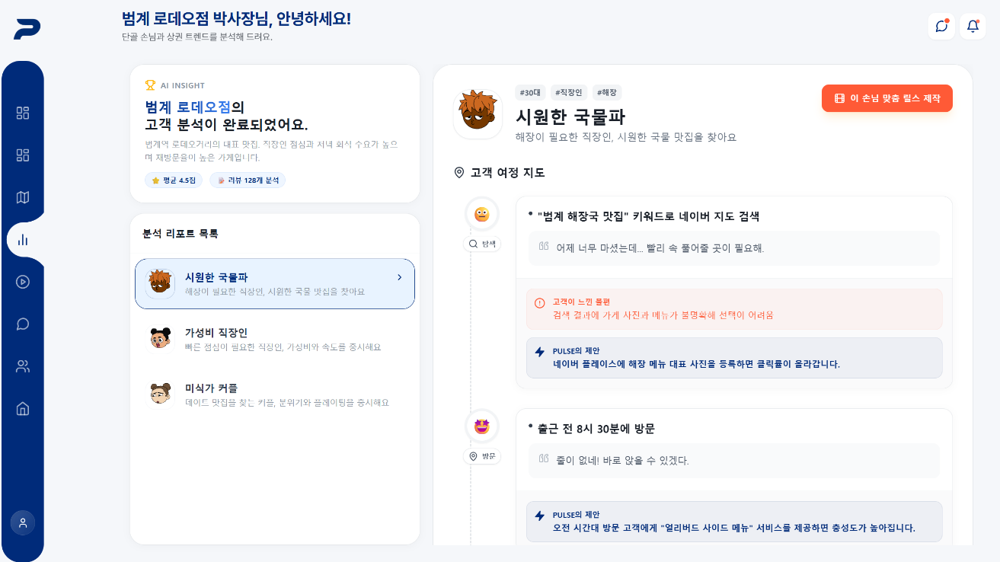 범계 로데오점 박사장님, 안녕하세요!
단골 손님과 상권 트렌드를 분석해 드려요.
AI INSIGHT
범계 로데오점의
고객 분석이 완료되었어요.
범계역 로데오거리의 대표 맛집. 직장인 점심과 저녁 회식 수요가 높으
며 재방문율이 높은 가게입니다.
평균 4.5점
리뷰 128개 분석
분석 리포트 목록
시원한 국물파
해장이 필요한 직장인, 시원한 국물 맛집을 찾아요
가성비 직장인
빠른 점심이 필요한 직장인, 가성비와 속도를 중시해요
미식가 커플
데이트 맛집을 찾는 커플, 분위기와 플레이팅을 중시해요
#30대
#직장인
#해장
시원한 국물파
해장이 필요한 직장인, 시원한 국물 맛집을 찾아요
이 손님 맞춤 릴스 제작
고객 여정 지도
탐색
• "범계 해장국 맛집" 키워드로 네이버 지도 검색
어제 너무 마셨는데... 빨리 속 풀어줄 곳이 필요해.
고객이 느낀 불편
검색 결과에 가게 사진과 메뉴가 불명확해 선택이 어려움
PULSE의 제안
네이버 플레이스에 해장 메뉴 대표 사진을 등록하면 클릭률이 올라갑니다.
방문
• 출근 전 8시 30분에 방문
줄이 없네! 바로 앉을 수 있겠다.
PULSE의 제안
오전 시간대 방문 고객에게 "얼리버드 사이드 메뉴" 서비스를 제공하면 충성도가 높아집니다.